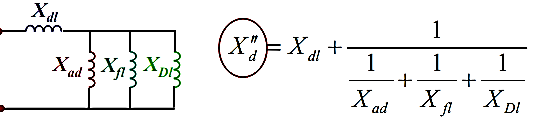 X_dl
X_ad X_fl X_Dl
X''_d = X_dl + 1 / (1/X_ad + 1/X_fl + 1/X_Dl)